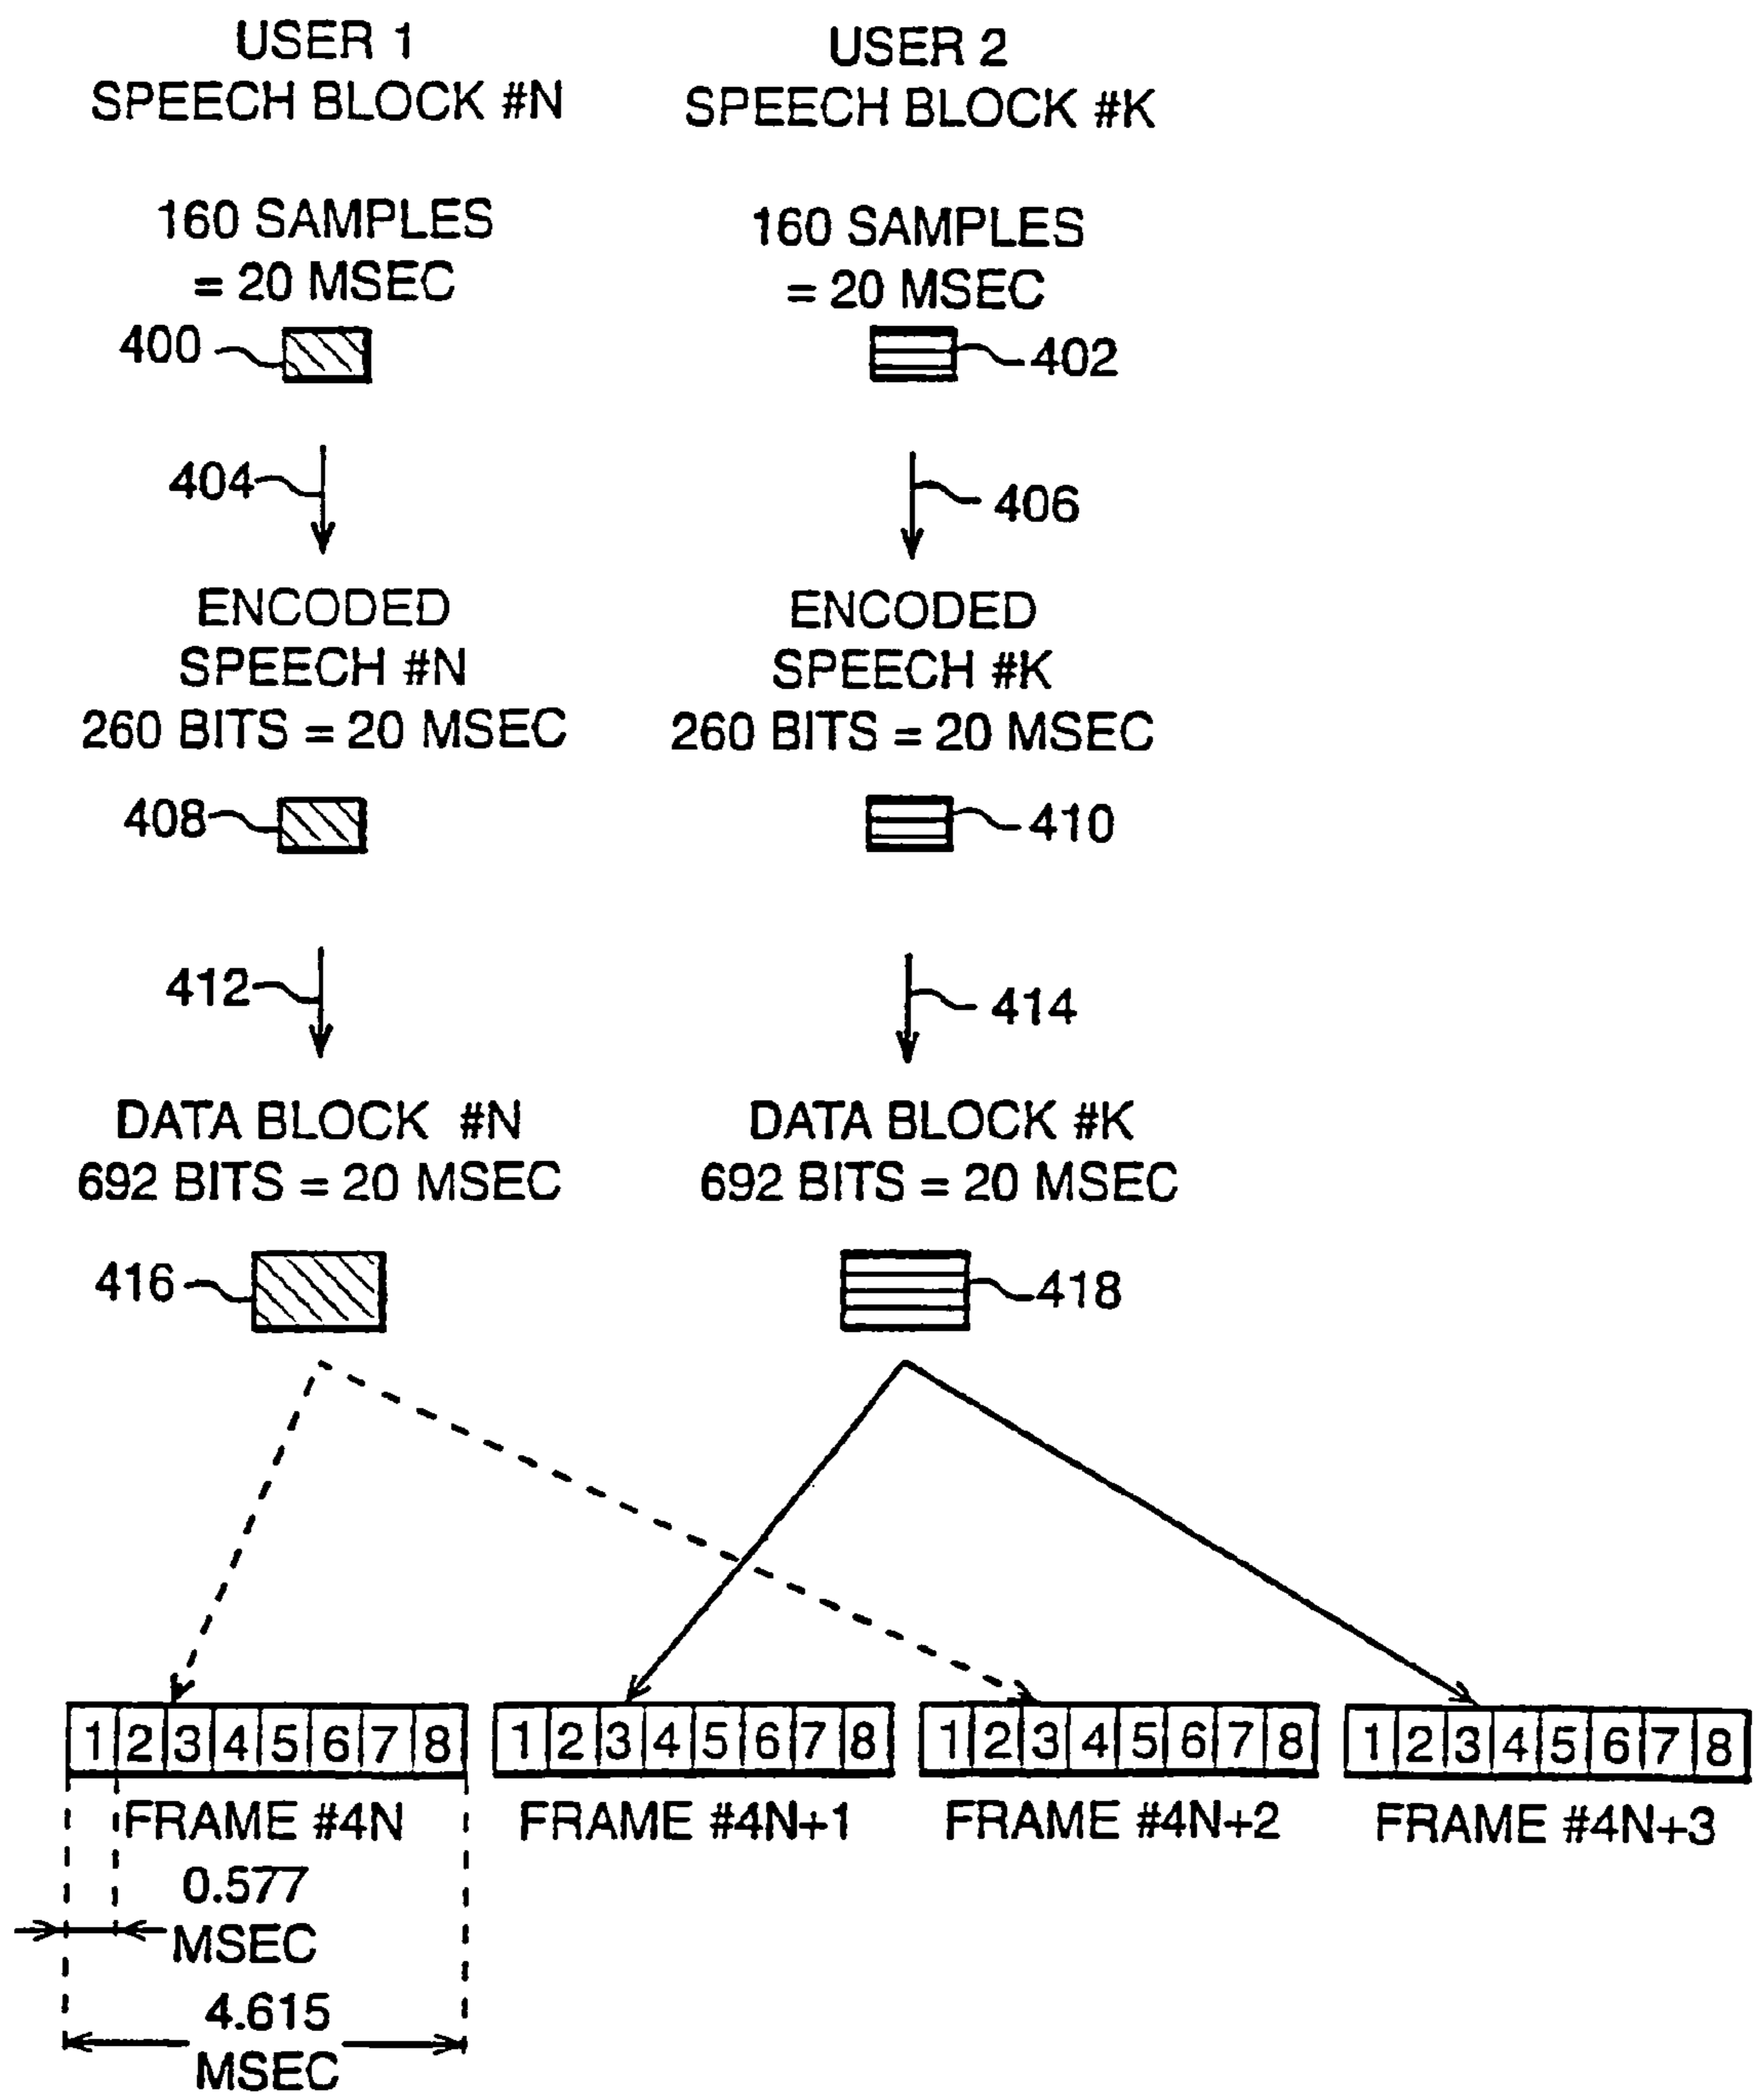 USER 1
SPEECH BLOCK #N
USER 2
SPEECH BLOCK #K
160 SAMPLES
= 20 MSEC
160 SAMPLES
= 20 MSEC
400
402
404
406
ENCODED
SPEECH #N
260 BITS = 20 MSEC
ENCODED
SPEECH #K
260 BITS = 20 MSEC
408
410
412
414
DATA BLOCK #N
692 BITS = 20 MSEC
DATA BLOCK #K
692 BITS = 20 MSEC
416
418
1 2 3 4 5 6 7 8
1 2 3 4 5 6 7 8
1 2 3 4 5 6 7 8
1 2 3 4 5 6 7 8
FRAME #4N
FRAME #4N+1
FRAME #4N+2
FRAME #4N+3
0.577
MSEC
4.615
MSEC